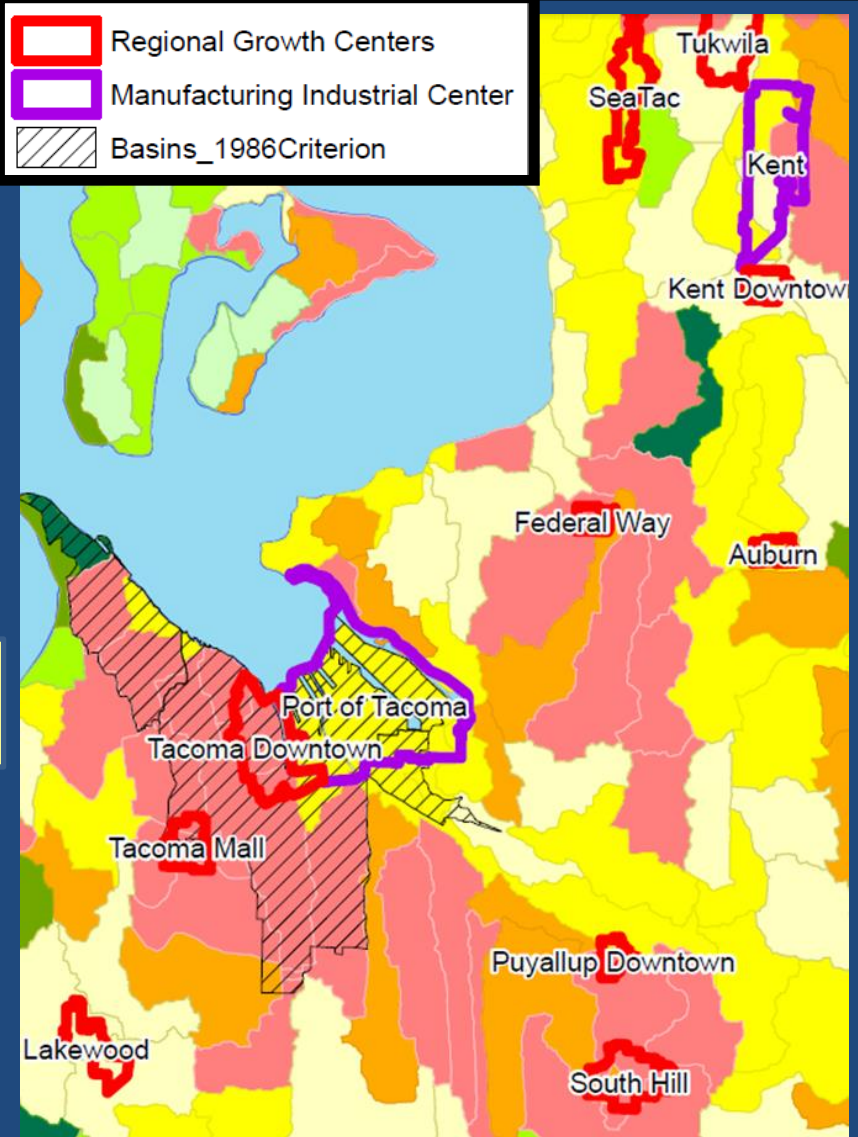 Regional Growth Centers
Manufacturing Industrial Center
Basins_1986Criterion
Tukwila
SeaTac
Kent
Kent Downtow
Federal Way
Auburn
Port of Tacoma
Tacoma Downtown
Tacoma Mall
Puyallup Downtown
Lakewood
South Hill